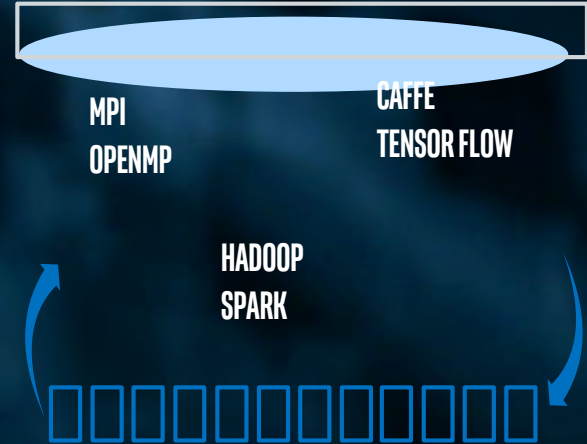 MPI
OPENMP
CAFFE
TENSOR FLOW
HADOOP
SPARK